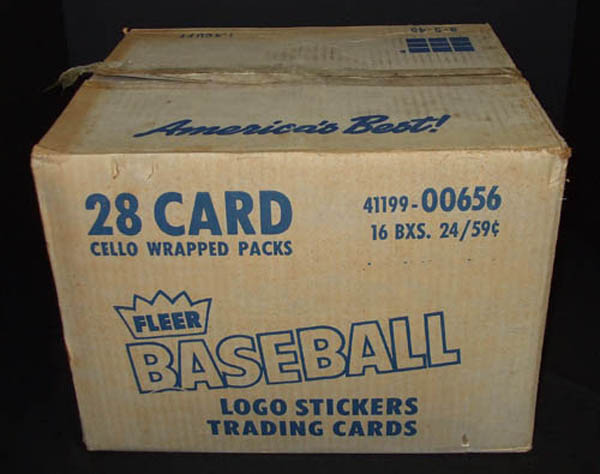 America's Best!
28 CARD
CELLO WRAPPED PACKS
41199-00656
16 BXS. 24/59¢
FLEER
BASEBALL
LOGO STICKERS
TRADING CARDS